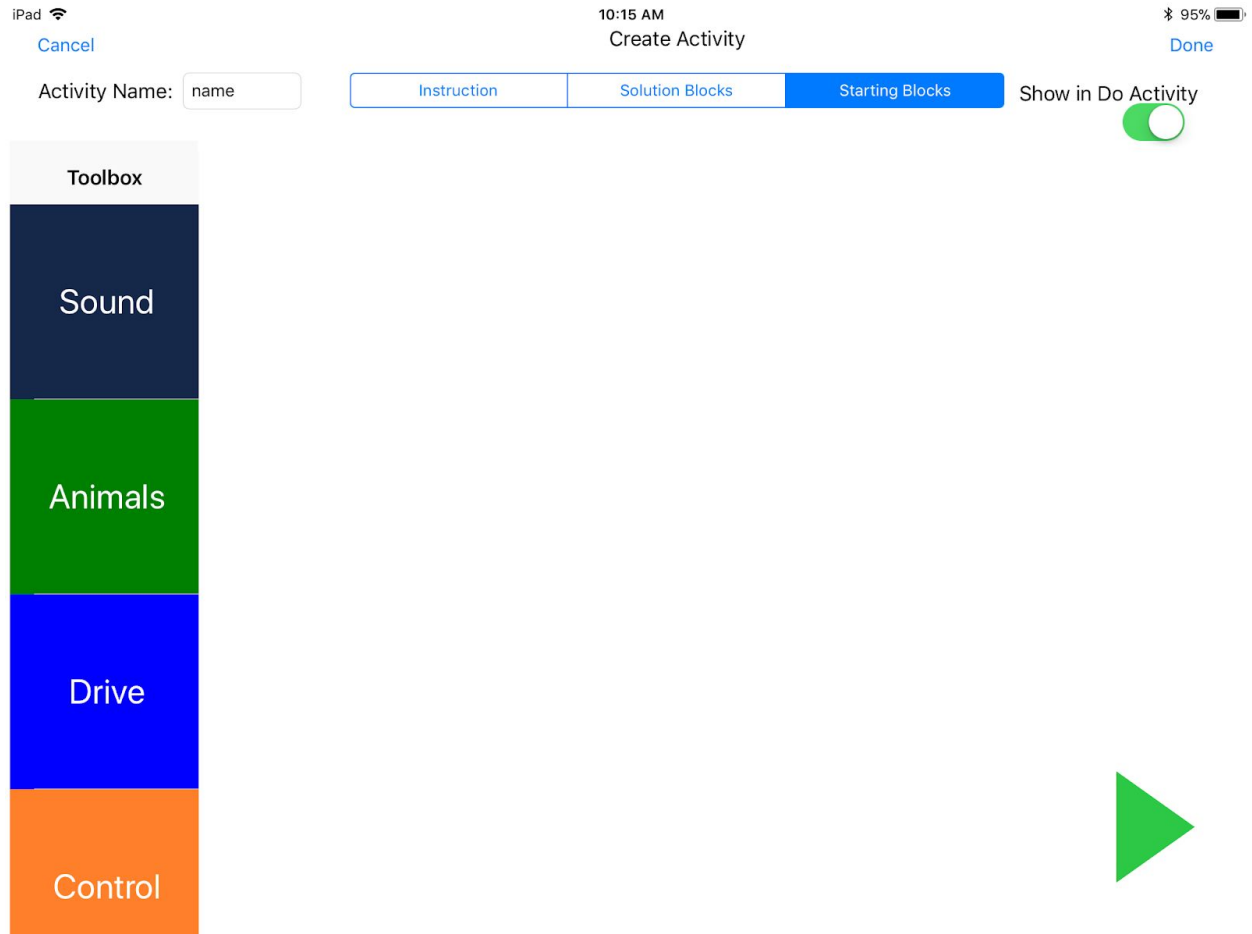 iPad 10:15 AM 95%
Cancel Create Activity Done
Activity Name: name Instruction Solution Blocks Starting Blocks Show in Do Activity
Toolbox
Sound
Animals
Drive
Control